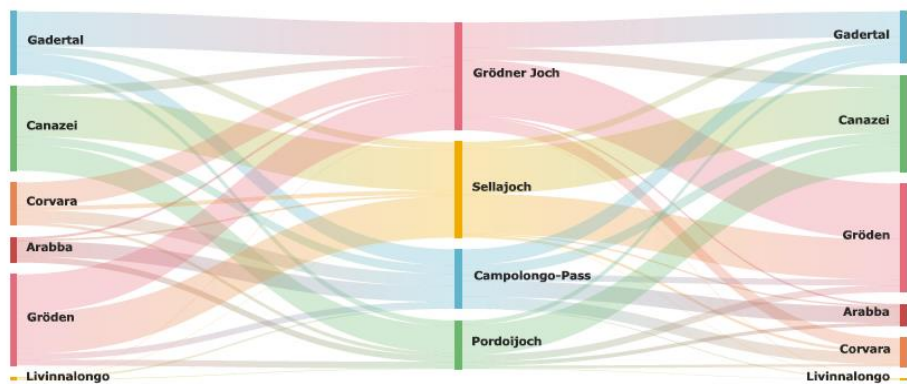 Gadertal
Canazei
Corvara
Arabba
Gröden
Livinnalongo
Grödner Joch
Sellajoch
Campolongo-Pass
Pordoijoch
Gadertal
Canazei
Gröden
Arabba
Corvara
Livinnalongo